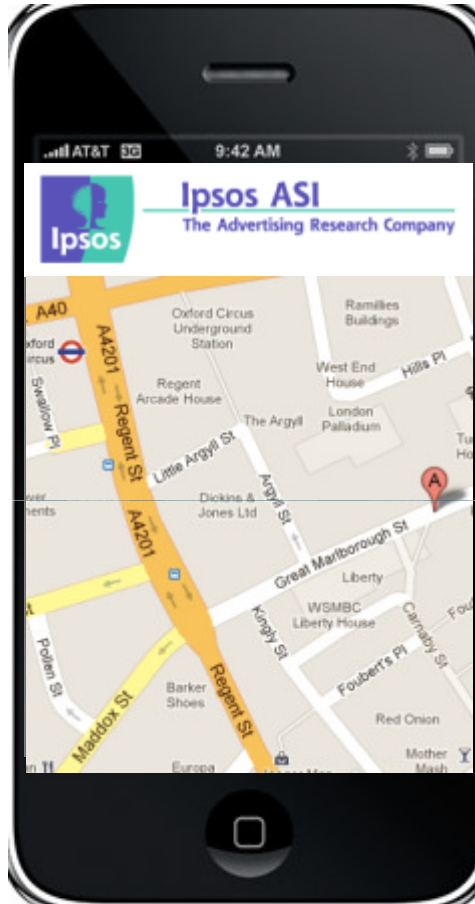 AT&T 3G 9:42 AM
Ipsos
Ipsos ASI
The Advertising Research Company
A40
Oxford Circus
Underground
Station
Ramillies
Buildings
A4201
Regent St
Swallow Pl
Regent
Arcade House
West End
House
Hills Pl
London
Palladium
The Argyll
Little Argyll St
Argyll St
A
Dickins &
Jones Ltd
A4201
Great Marlborough St
Liberty
WSMBC
Liberty House
Kingly St
Carnaby St
Foubert's Pl
Pollen St
Maddox St
Barker
Shoes
Regent St
Red Onion
Mother
Mash
Europa